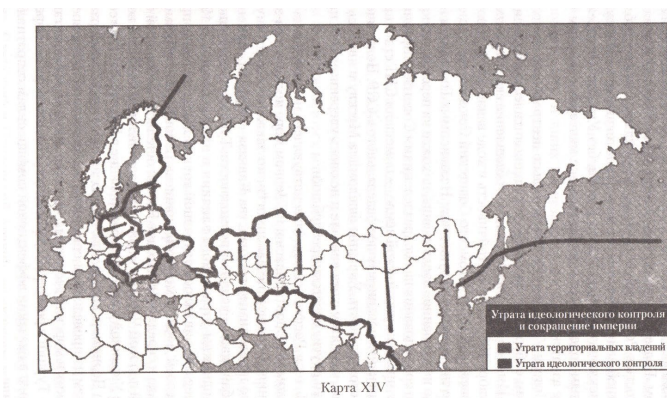 Утрата идеологического контроля
и сокращение империи
Утрата территориальных владений
Утрата идеологического контроля
Карта XIV